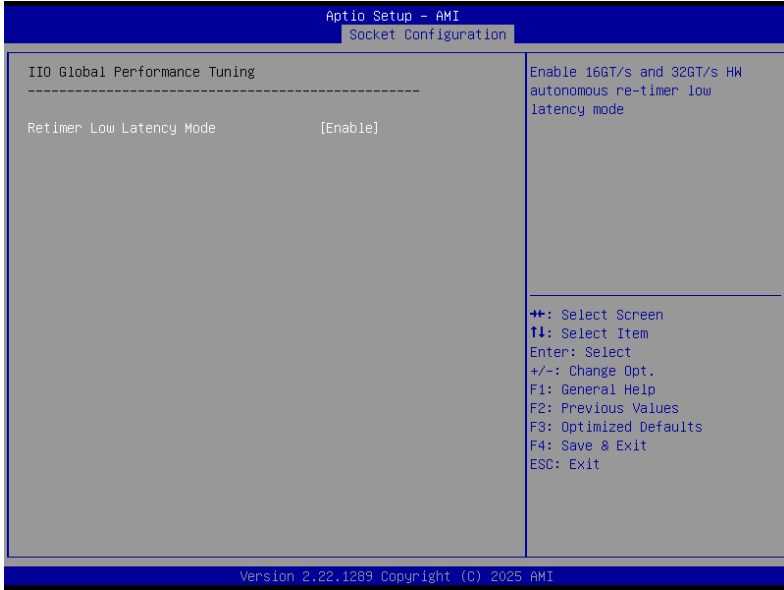 Aptio Setup - AMI
Socket Configuration
IIO Global Performance Tuning
--------------------------------------------------
Retimer Low Latency Mode [Enable]
Enable 16GT/s and 32GT/s HW
autonomous re-timer low
latency mode
→←: Select Screen
↑↓: Select Item
Enter: Select
+/-: Change Opt.
F1: General Help
F2: Previous Values
F3: Optimized Defaults
F4: Save & Exit
ESC: Exit
Version 2.22.1289 Copyright (C) 2025 AMI